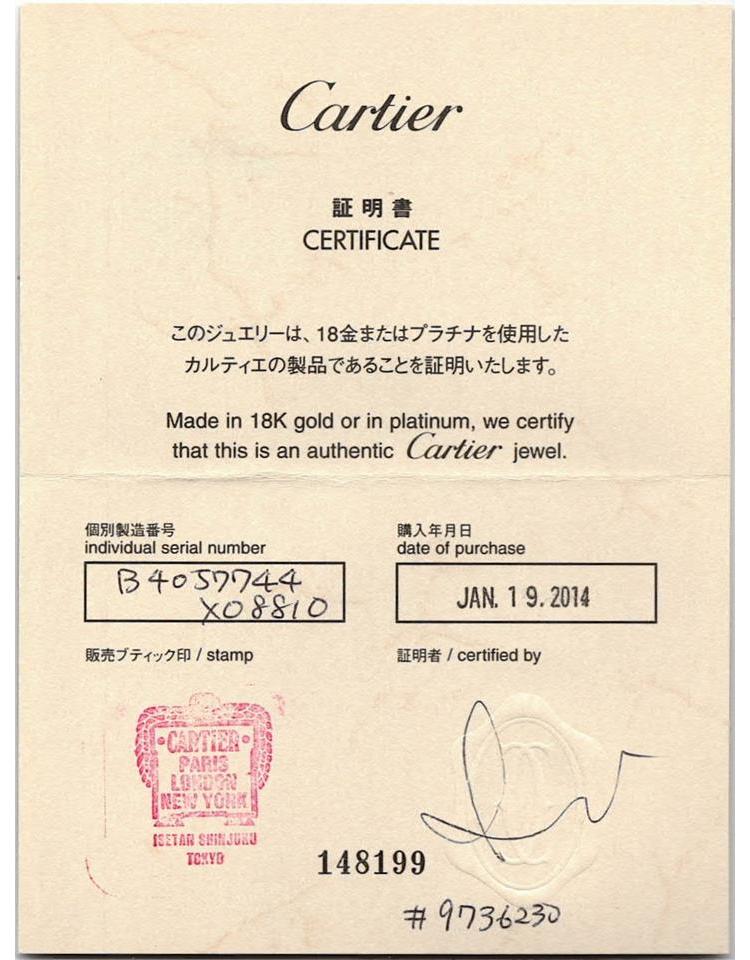 Cartier
証明書
CERTIFICATE
このジュエリーは、18金またはプラチナを使用した
カルティエの製品であることを証明いたします。
Made in 18K gold or in platinum, we certify
that this is an authentic Cartier jewel.
個別製造番号
individual serial number
B4057744
X08810
購入年月日
date of purchase
JAN. 19. 2014
販売ブティック印 / stamp
証明者 / certified by
CARTIER
PARIS
LONDON
NEW YORK
ISETAN SHINJUKU
TOKYO
148199
#9736230